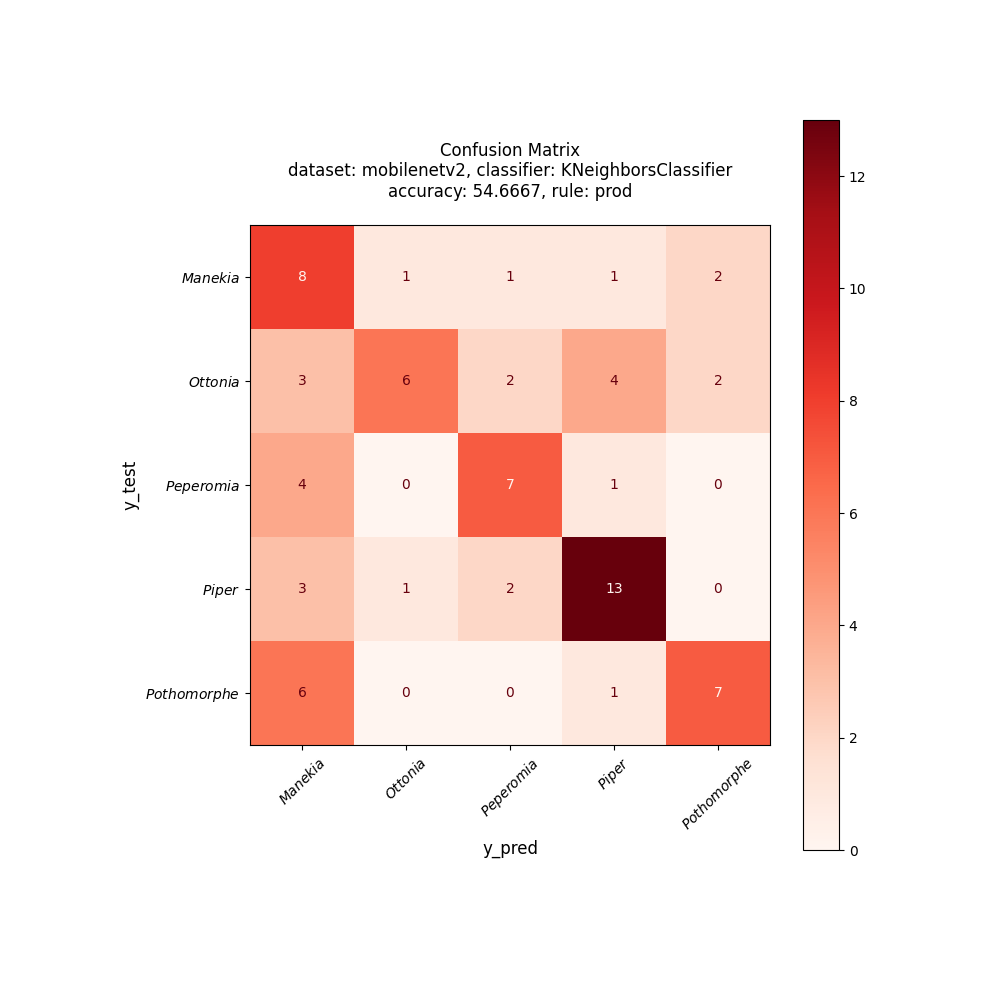 Confusion Matrix
dataset: mobilenetv2, classifier: KNeighborsClassifier
accuracy: 54.6667, rule: prod
y_test
Manekia 8 1 1 1 2
Ottonia 3 6 2 4 2
Peperomia 4 0 7 1 0
Piper 3 1 2 13 0
Pothomorphe 6 0 0 1 7
Manekia Ottonia Peperomia Piper Pothomorphe
y_pred
12
10
8
6
4
2
0